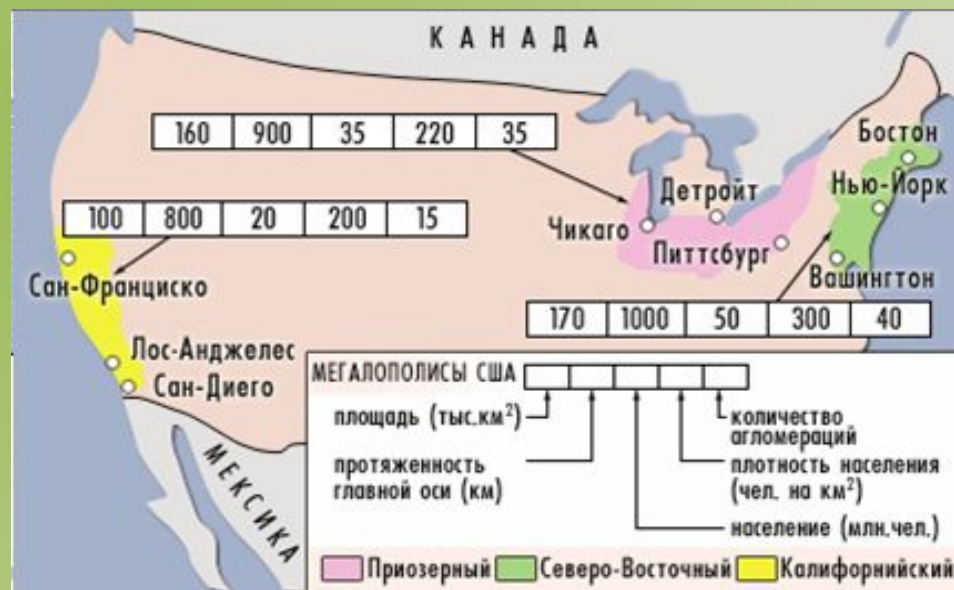 КАНАДА
160 900 35 220 35
Бостон
Нью-Йорк
Детройт
100 800 20 200 15
Чикаго
Питтсбург
Вашингтон
Сан-Франциско
170 1000 50 300 40
Лос-Анджелес
Сан-Диего
МЕКСИКА
МЕГАЛОПОЛИСЫ США
площадь (тыс.км²)
количество
агломераций
протяженность
главной оси (км)
плотность населения
(чел. на км²)
население (млн.чел.)
Приозерный Северо-Восточный Калифорнийский